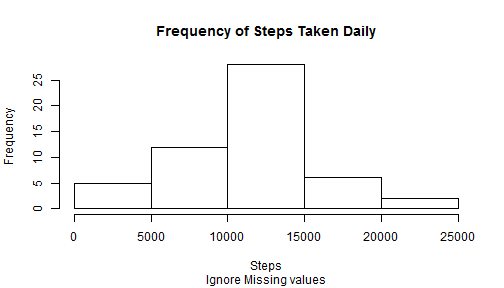 Frequency of Steps Taken Daily
Frequency
25
20
15
10
5
0
0 5000 10000 15000 20000 25000
Steps
Ignore Missing values